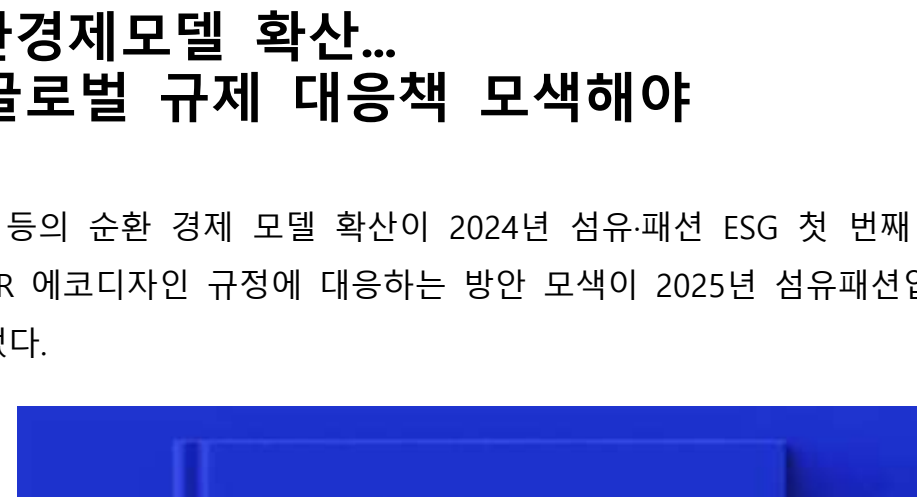 경제모델 확산...
로벌 규제 대응책 모색해야
등의 순환 경제 모델 확산이 2024년 섬유·패션 ESG 첫 번째
R 에코디자인 규정에 대응하는 방안 모색이 2025년 섬유패션
다.